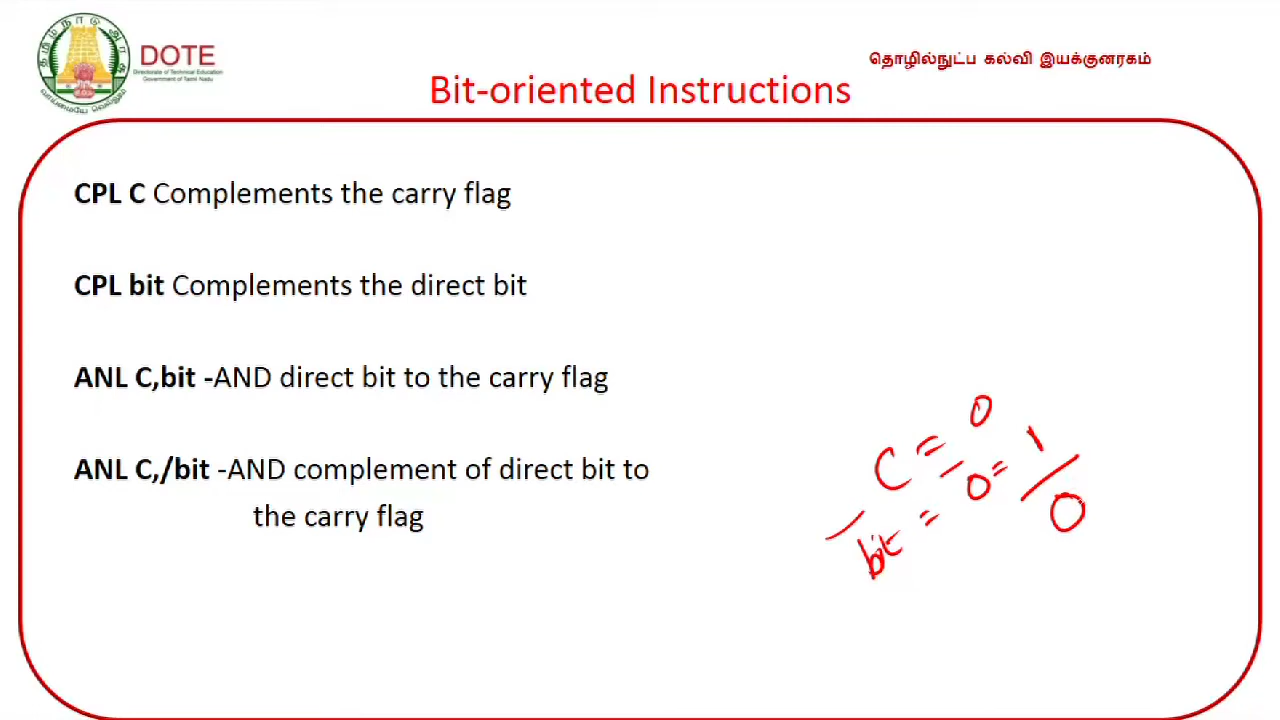 தமிழ்நாடு அரசு
வாய்மையே வெல்லும்
DOTE
Directorate of Technical Education
Government of Tamil Nadu
தொழில்நுட்ப கல்வி இயக்குனரகம்
Bit-oriented Instructions
CPL C Complements the carry flag
CPL bit Complements the direct bit
ANL C,bit -AND direct bit to the carry flag
ANL C,/bit -AND complement of direct bit to
the carry flag
C = 0
bit = 0 = 1
0